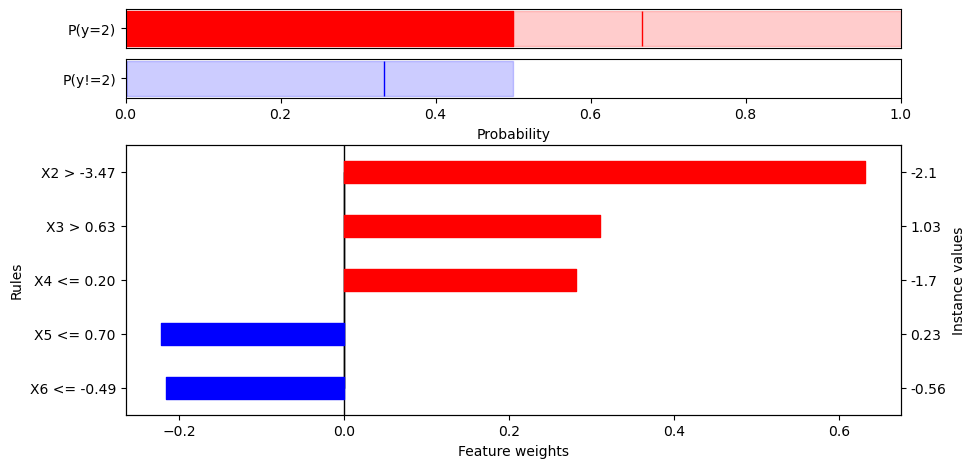 P(y=2)
P(y!=2)
0.0 0.2 0.4 0.6 0.8 1.0
Probability
X2 > -3.47 -2.1
X3 > 0.63 1.03
X4 <= 0.20 -1.7
X5 <= 0.70 0.23
X6 <= -0.49 -0.56
Rules
Instance values
−0.2 0.0 0.2 0.4 0.6
Feature weights